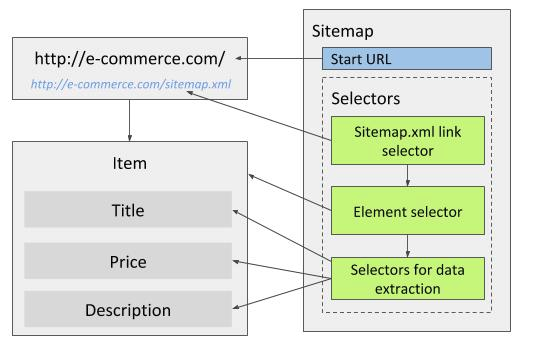 http://e-commerce.com/
http://e-commerce.com/sitemap.xml
Item
Title
Price
Description
Sitemap
Start URL
Selectors
Sitemap.xml link
selector
Element selector
Selectors for data
extraction